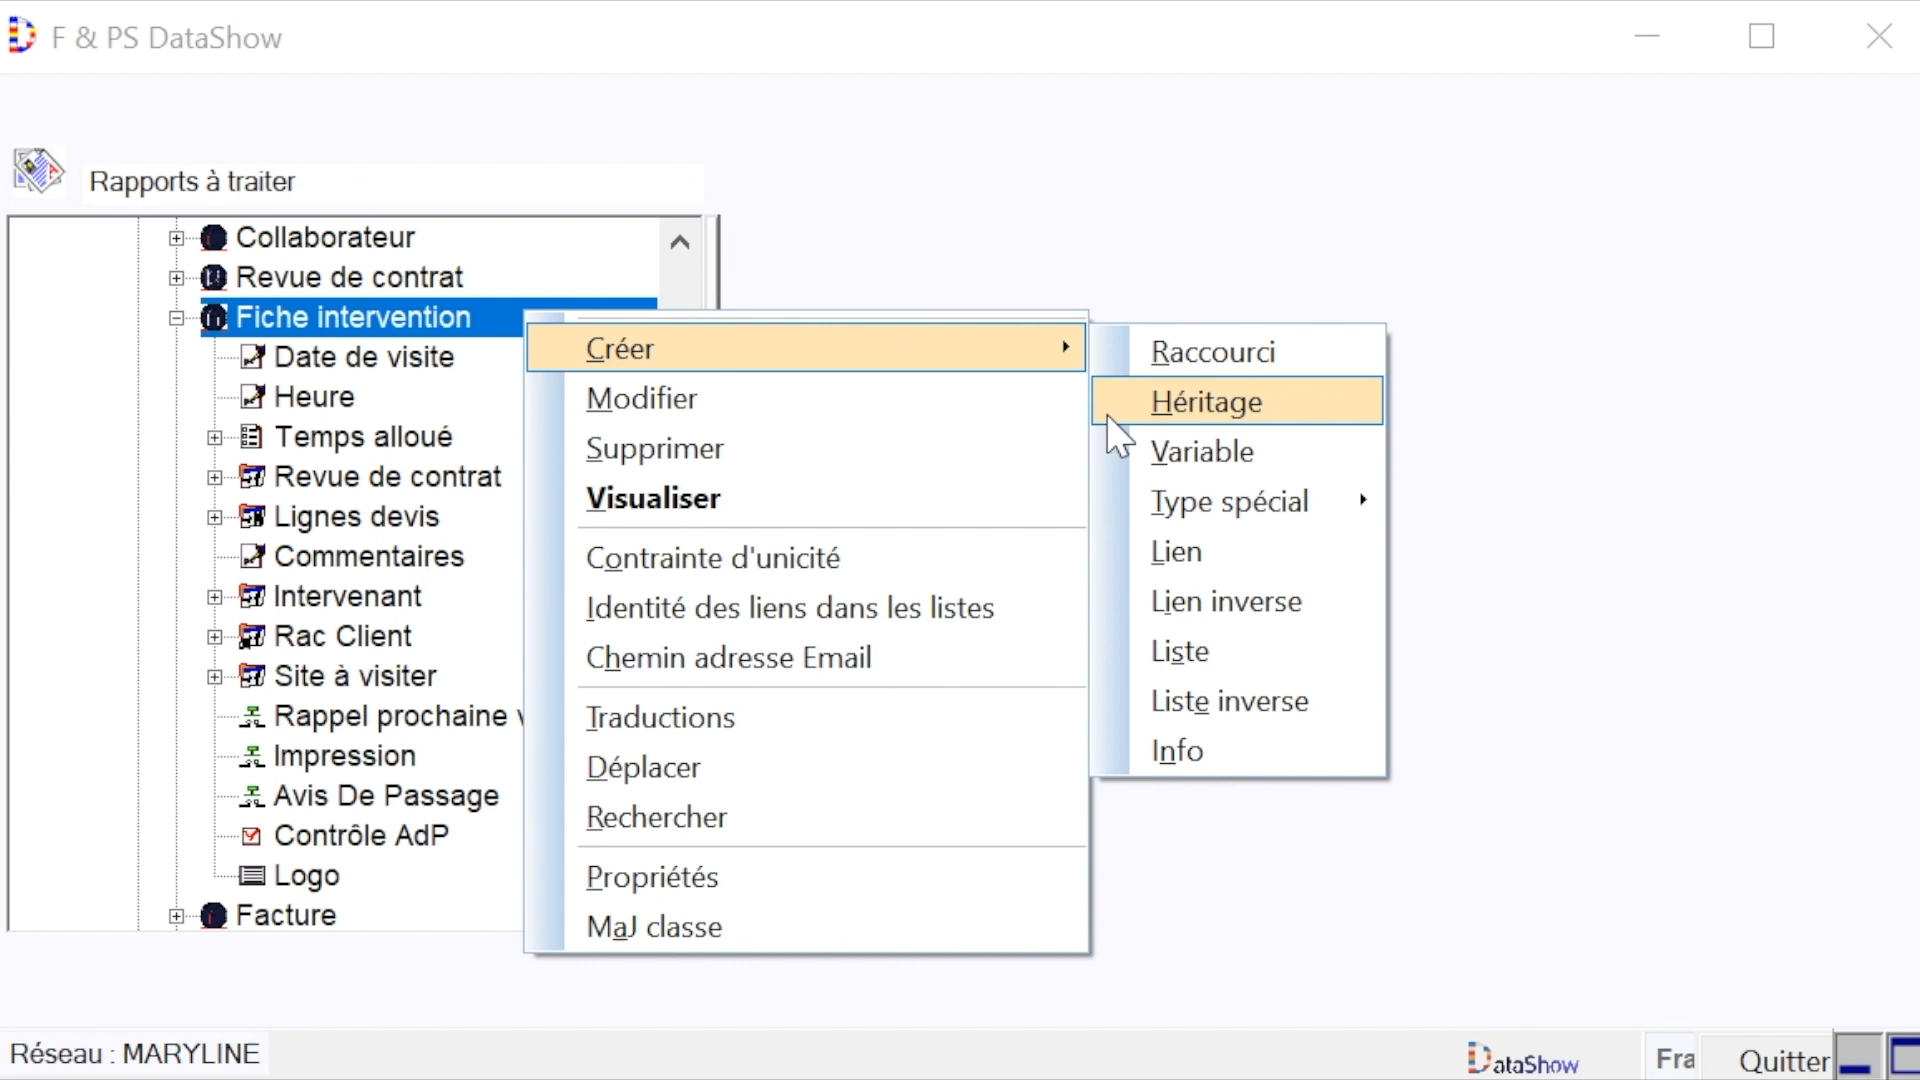 F & PS DataShow
Rapports à traiter
Collaborateur
Revue de contrat
Fiche intervention
Date de visite
Heure
Temps alloué
Revue de contrat
Lignes devis
Commentaires
Intervenant
Rac Client
Site à visiter
Rappel prochaine
Impression
Avis De Passage
Contrôle AdP
Logo
Facture
Créer
Modifier
Supprimer
Visualiser
Contrainte d'unicité
Identité des liens dans les listes
Chemin adresse Email
Traductions
Déplacer
Rechercher
Propriétés
MaJ classe
Raccourci
Héritage
Variable
Type spécial
Lien
Lien inverse
Liste
Liste inverse
Info
Réseau : MARYLINE
DataShow
Fra
Quitter